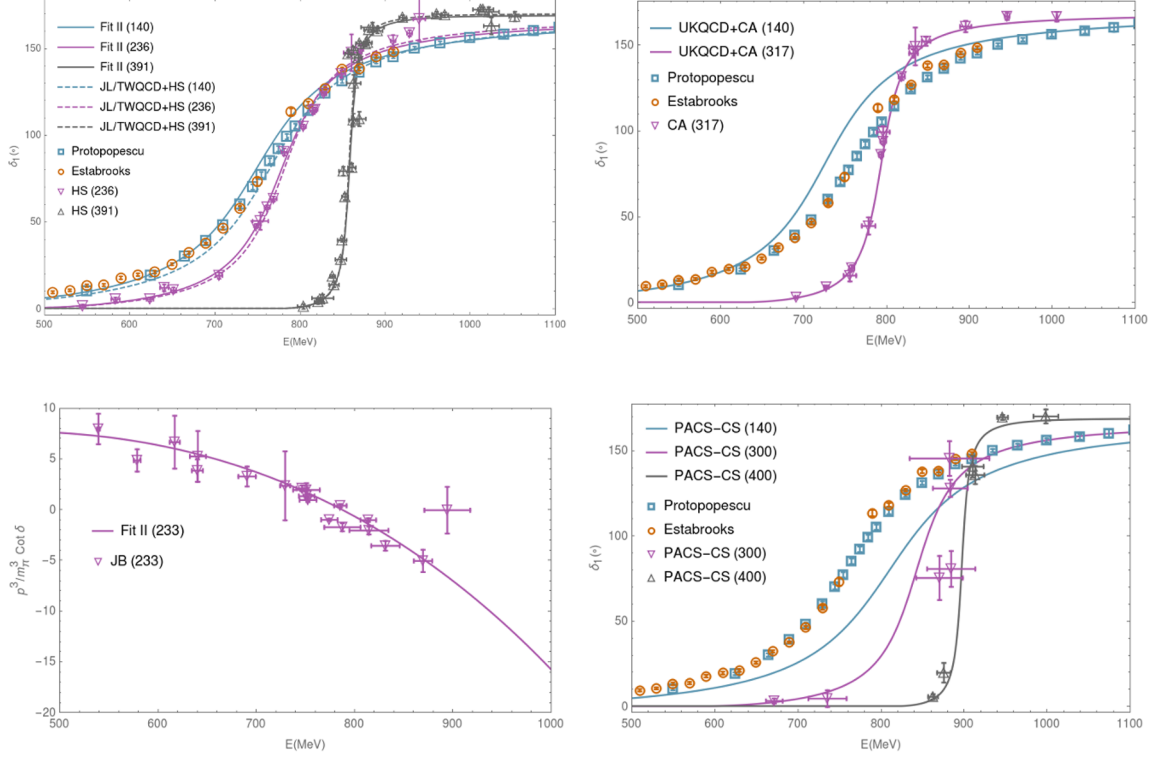 Fit II (140)
Fit II (236)
Fit II (391)
JL/TWQCD+HS (140)
JL/TWQCD+HS (236)
JL/TWQCD+HS (391)
Protopopescu
Estabrooks
HS (236)
HS (391)
150
100
50
0
δ₁(°)
500 600 700 800 900 1000 1100
E(MeV)
UKQCD+CA (140)
UKQCD+CA (317)
Protopopescu
Estabrooks
CA (317)
150
100
50
0
δ₁(°)
500 600 700 800 900 1000 1100
E(MeV)
10
5
0
−5
−10
−15
−20
p³/m³π Cot δ
Fit II (233)
JB (233)
500 600 700 800 900 1000
E(MeV)
PACS−CS (140)
PACS−CS (300)
PACS−CS (400)
Protopopescu
Estabrooks
PACS−CS (300)
PACS−CS (400)
150
100
50
0
δ₁(°)
500 600 700 800 900 1000 1100
E(MeV)